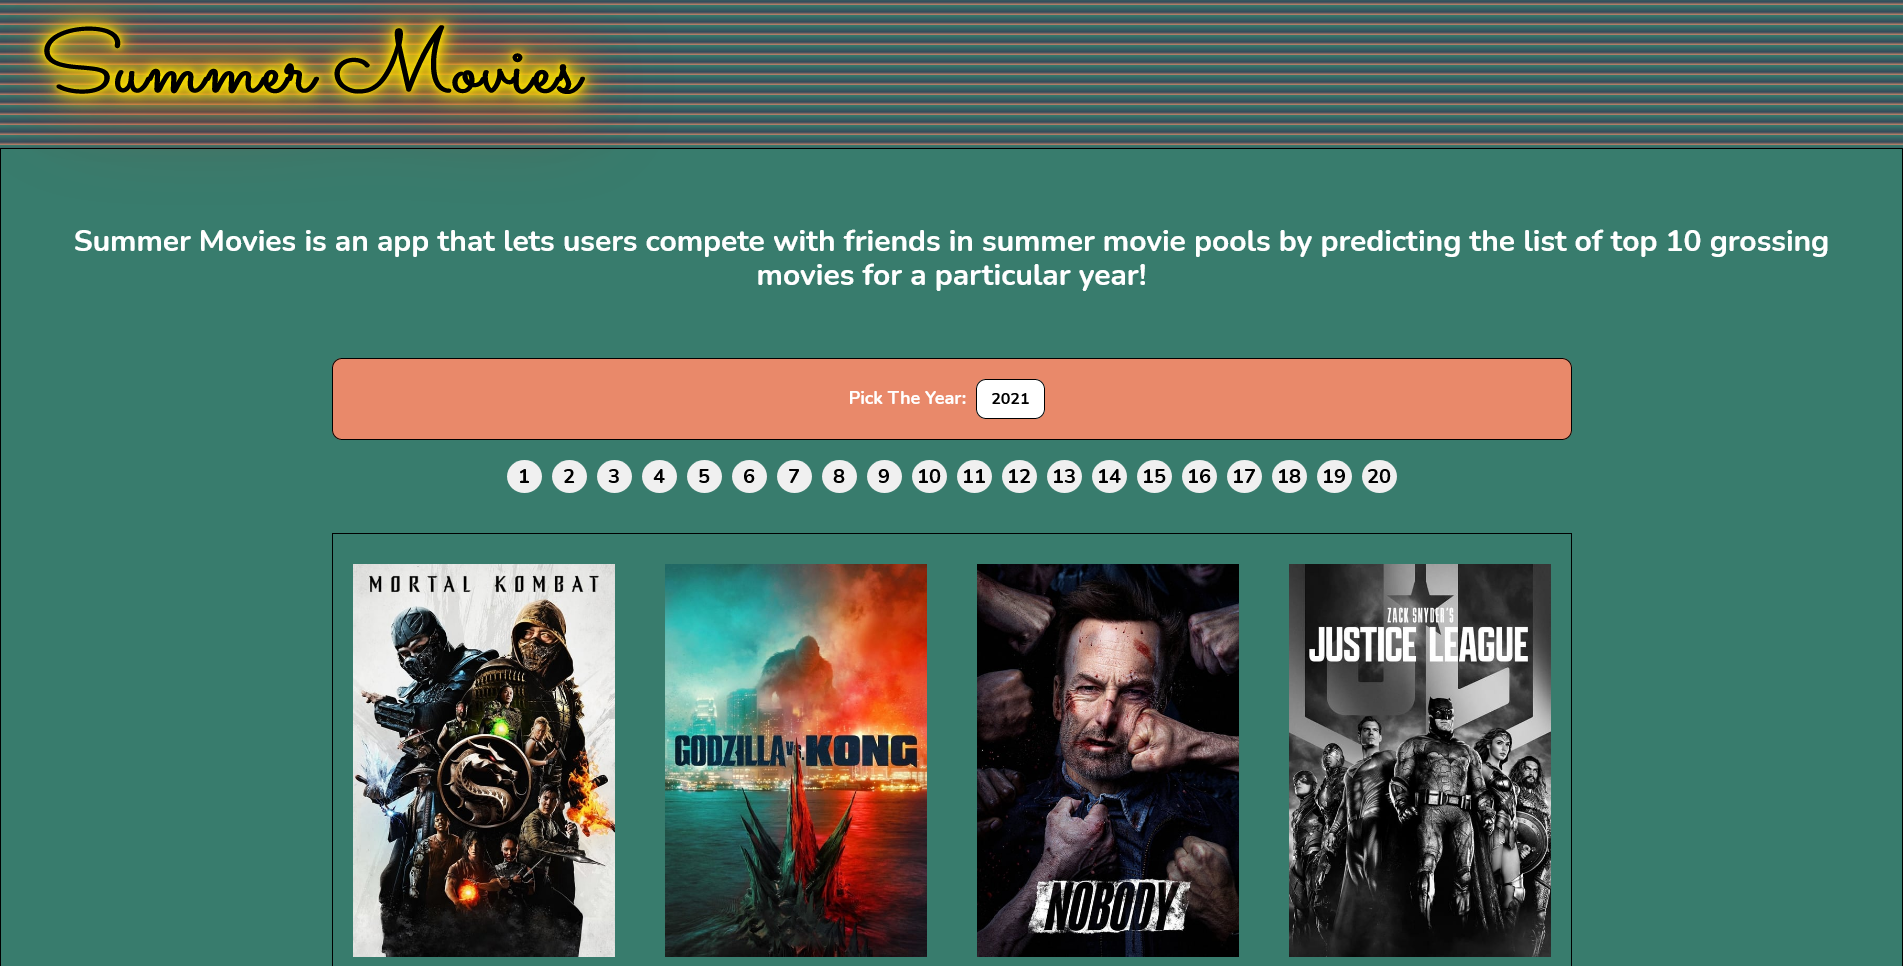 Summer Movies
Summer Movies is an app that lets users compete with friends in summer movie pools by predicting the list of top 10 grossing
movies for a particular year!
Pick The Year: 2021
1 2 3 4 5 6 7 8 9 10 11 12 13 14 15 16 17 18 19 20
MORTAL KOMBAT
GODZILLA VS. KONG
NOBODY
ZACK SNYDER'S
JUSTICE LEAGUE
JL